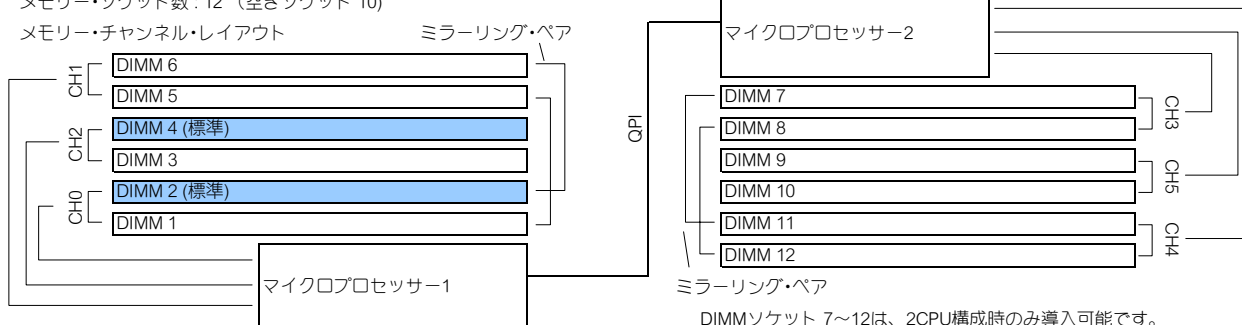 メモリー・ソケット数 : 12 （空きソケット 10)
メモリー・チャンネル・レイアウト
ミラーリング・ペア
CH1
DIMM 6
DIMM 5
CH2
DIMM 4 (標準)
DIMM 3
CH0
DIMM 2 (標準)
DIMM 1
マイクロプロセッサー1
QPI
マイクロプロセッサー2
DIMM 7
DIMM 8
CH3
DIMM 9
DIMM 10
CH5
DIMM 11
DIMM 12
CH4
ミラーリング・ペア
DIMMソケット 7～12は、2CPU構成時のみ導入可能です。